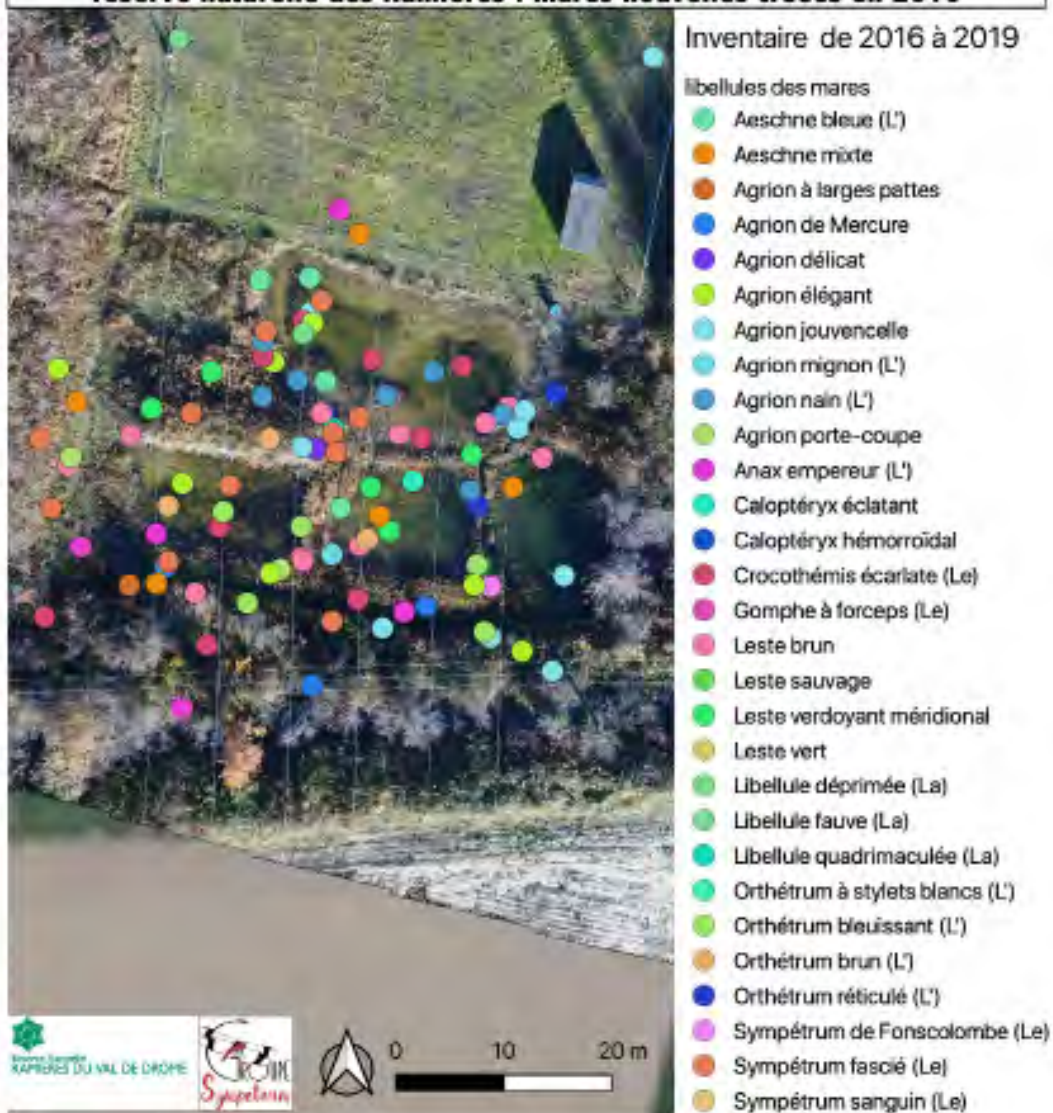 Inventaire de 2016 à 2019
libellules des mares
Aeschne bleue (L')
Aeschne mixte
Agrion à larges pattes
Agrion de Mercure
Agrion délicat
Agrion élégant
Agrion jouvencelle
Agrion mignon (L')
Agrion nain (L')
Agrion porte-coupe
Anax empereur (L')
Caloptéryx éclatant
Caloptéryx hémorroïdal
Crocothémis écarlate (Le)
Gomphe à forceps (Le)
Leste brun
Leste sauvage
Leste verdoyant méridional
Leste vert
Libellule déprimée (La)
Libellule fauve (La)
Libellule quadrimaculée (La)
Orthétrum à stylets blancs (L')
Orthétrum bleuissant (L')
Orthétrum brun (L')
Orthétrum réticulé (L')
Sympétrum de Fonscolombe (Le)
Sympétrum fascié (Le)
Sympétrum sanguin (Le)
RAMIERES DU VAL DE DROME
Sympetrum
0 10 20 m